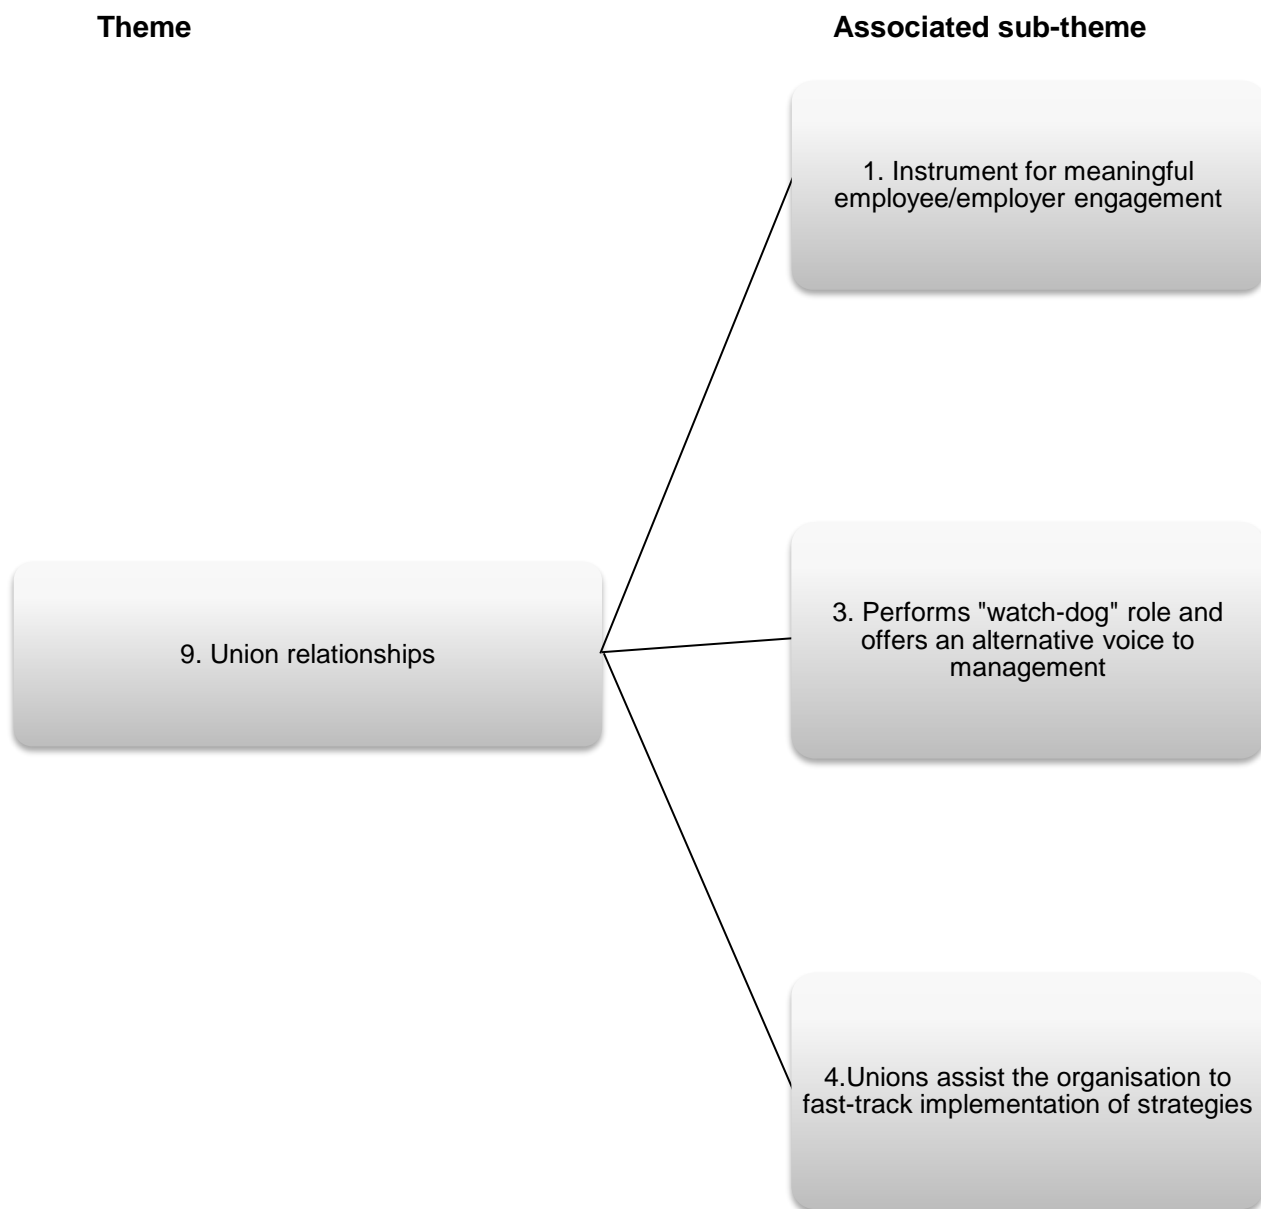 Theme
Associated sub-theme
1. Instrument for meaningful
employee/employer engagement
9. Union relationships
3. Performs "watch-dog" role and
offers an alternative voice to
management
4.Unions assist the organisation to
fast-track implementation of strategies